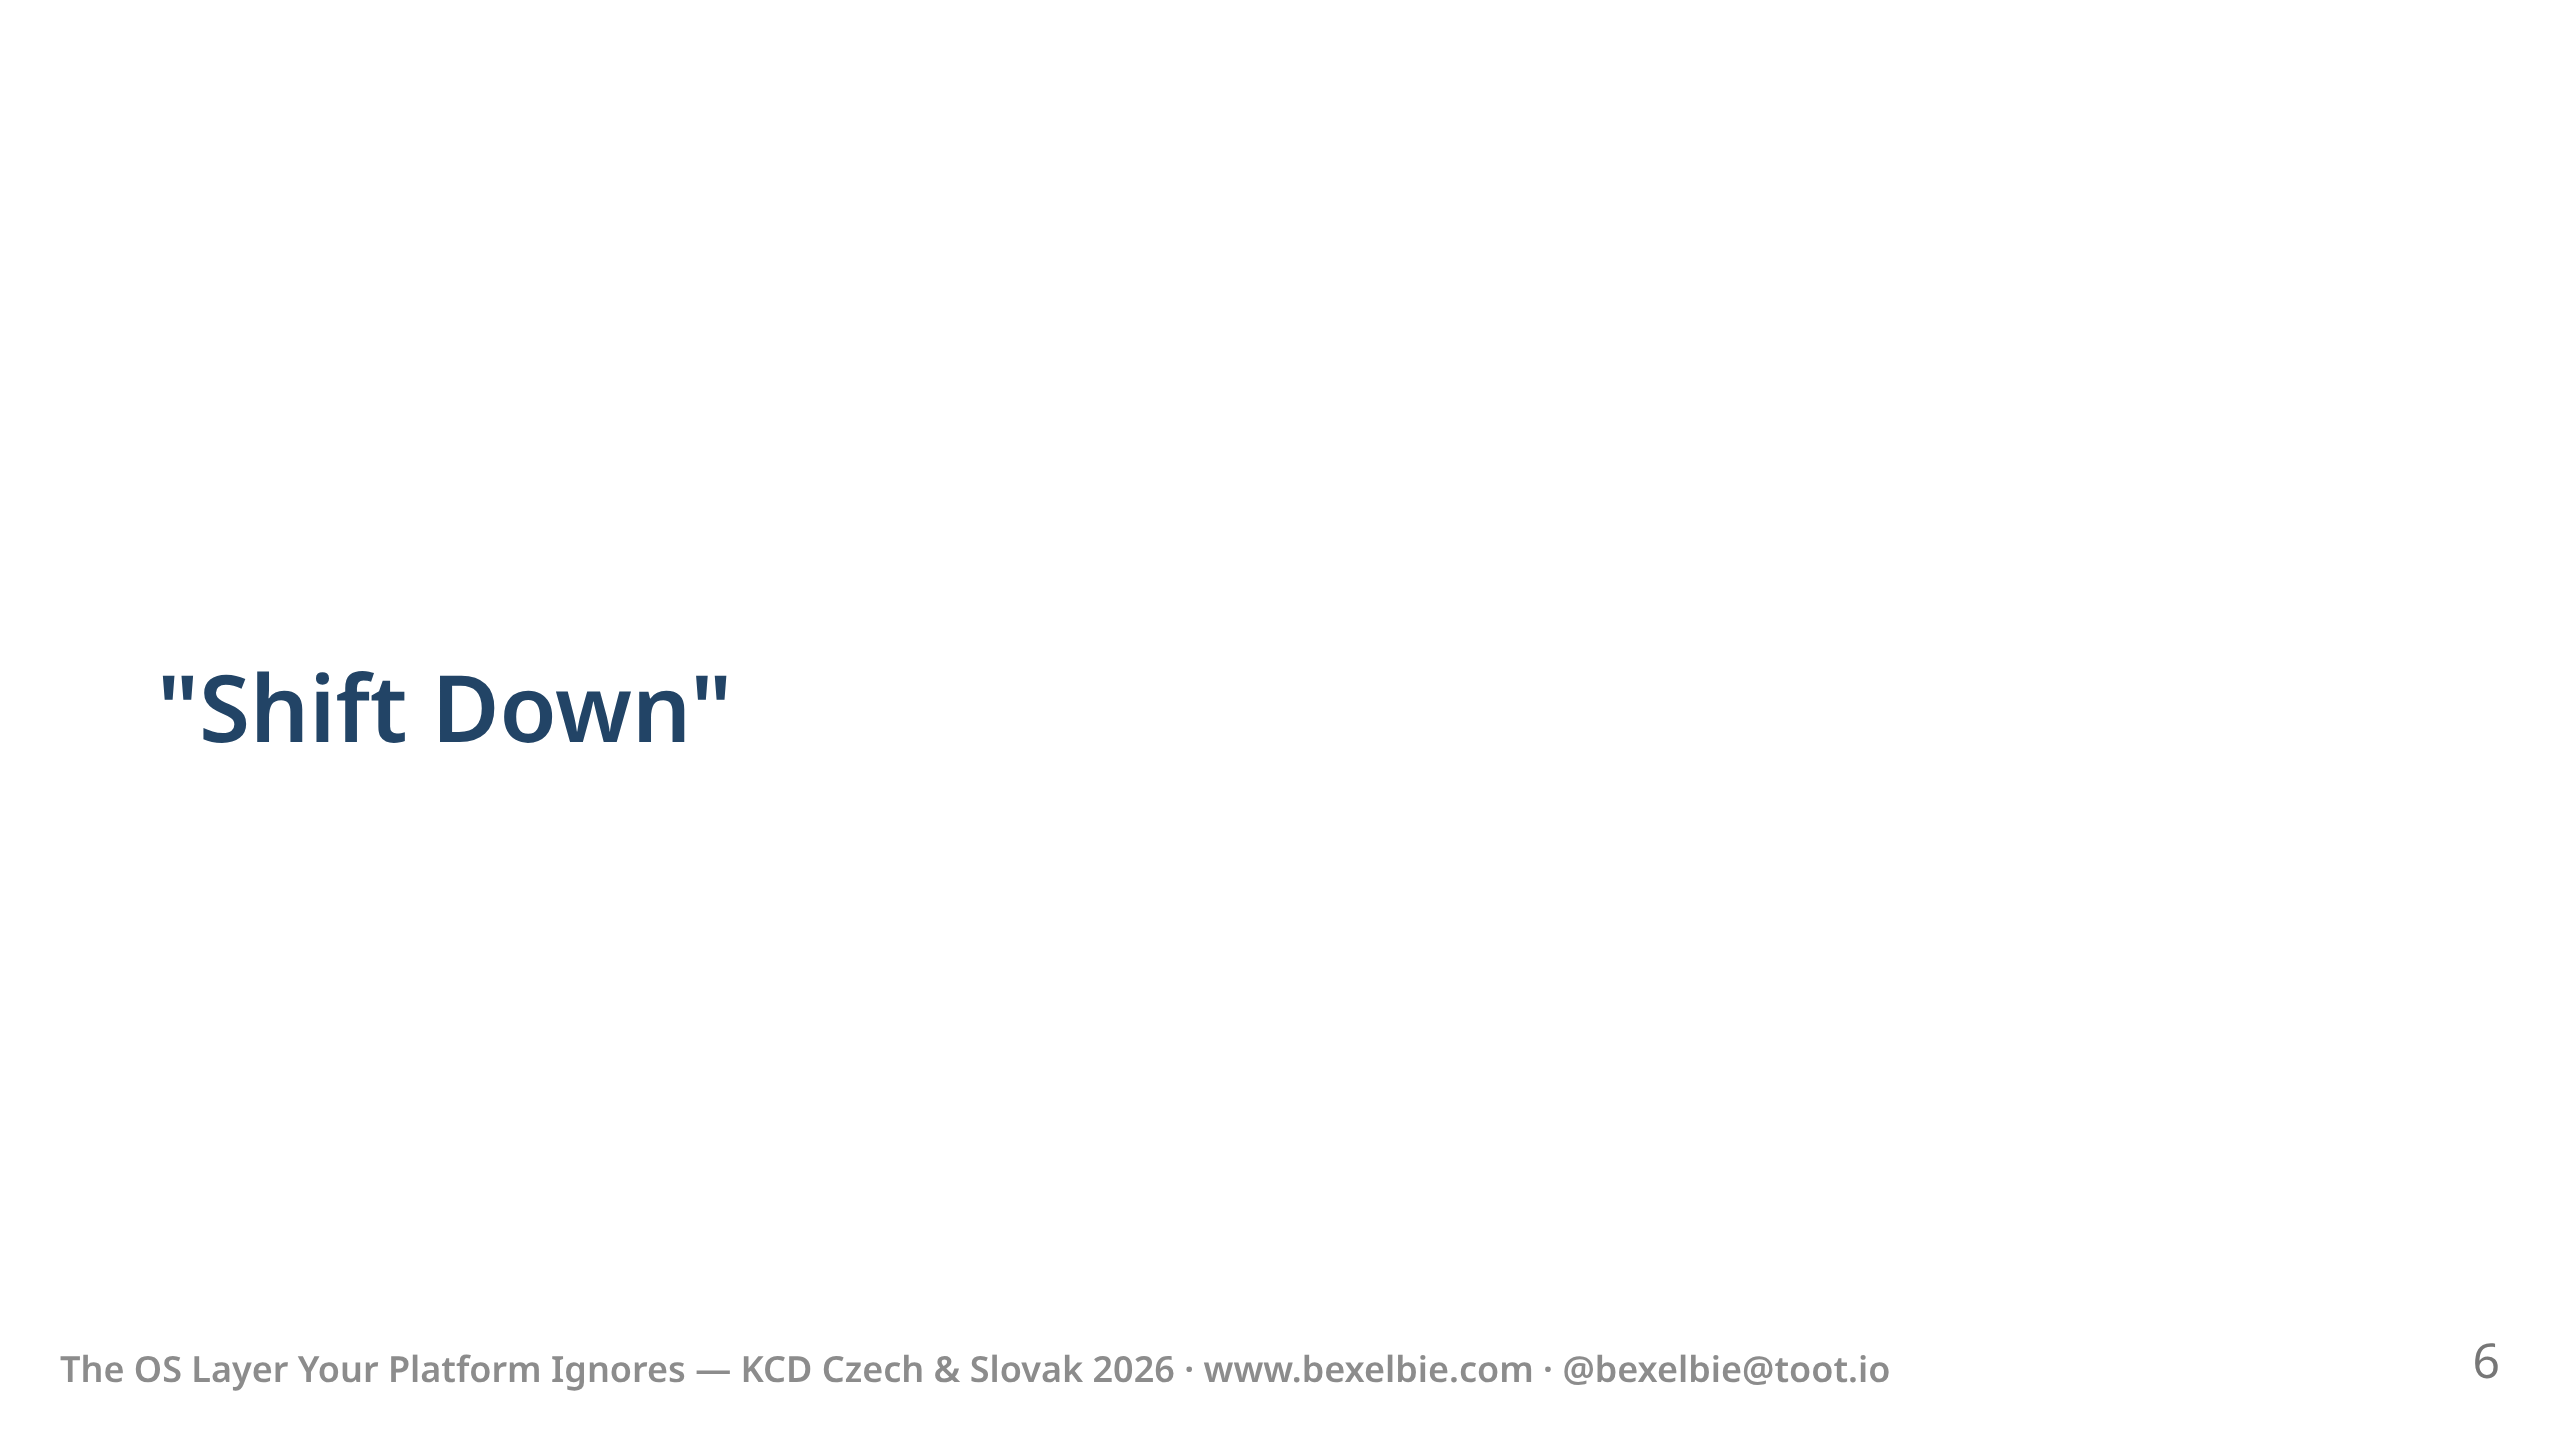 "Shift Down"
The OS Layer Your Platform Ignores — KCD Czech & Slovak 2026 · www.bexelbie.com · @bexelbie@toot.io
6